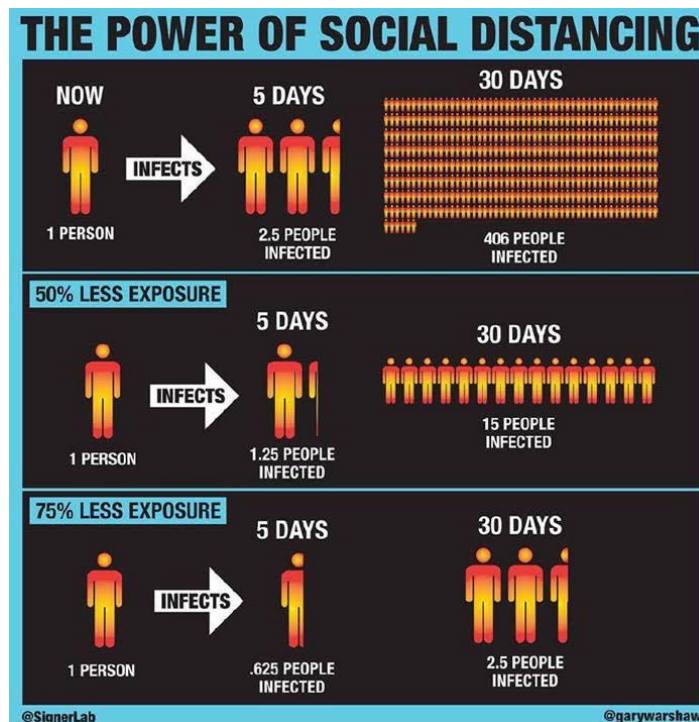 THE POWER OF SOCIAL DISTANCING
NOW
5 DAYS
30 DAYS
INFECTS
1 PERSON
2.5 PEOPLE
INFECTED
406 PEOPLE
INFECTED
50% LESS EXPOSURE
5 DAYS
30 DAYS
INFECTS
1 PERSON
1.25 PEOPLE
INFECTED
15 PEOPLE
INFECTED
75% LESS EXPOSURE
5 DAYS
30 DAYS
INFECTS
1 PERSON
.625 PEOPLE
INFECTED
2.5 PEOPLE
INFECTED
@SignerLab
@garywarshaw